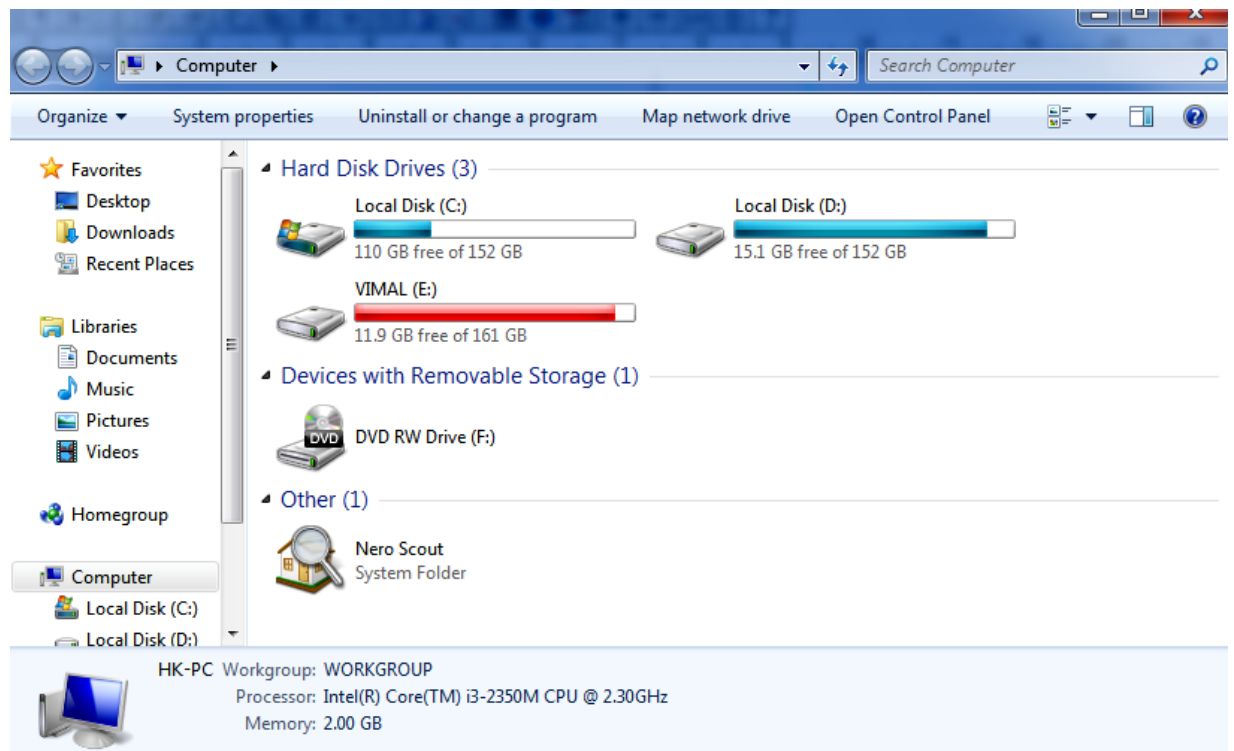 Computer
Search Computer
Organize System properties Uninstall or change a program Map network drive Open Control Panel
Favorites
Desktop
Downloads
Recent Places
Libraries
Documents
Music
Pictures
Videos
Homegroup
Computer
Local Disk (C:)
Local Disk (D:)
Hard Disk Drives (3)
Local Disk (C:)
110 GB free of 152 GB
Local Disk (D:)
15.1 GB free of 152 GB
VIMAL (E:)
11.9 GB free of 161 GB
Devices with Removable Storage (1)
DVD
DVD RW Drive (F:)
Other (1)
Nero Scout
System Folder
HK-PC Workgroup: WORKGROUP
Processor: Intel(R) Core(TM) i3-2350M CPU @ 2.30GHz
Memory: 2.00 GB